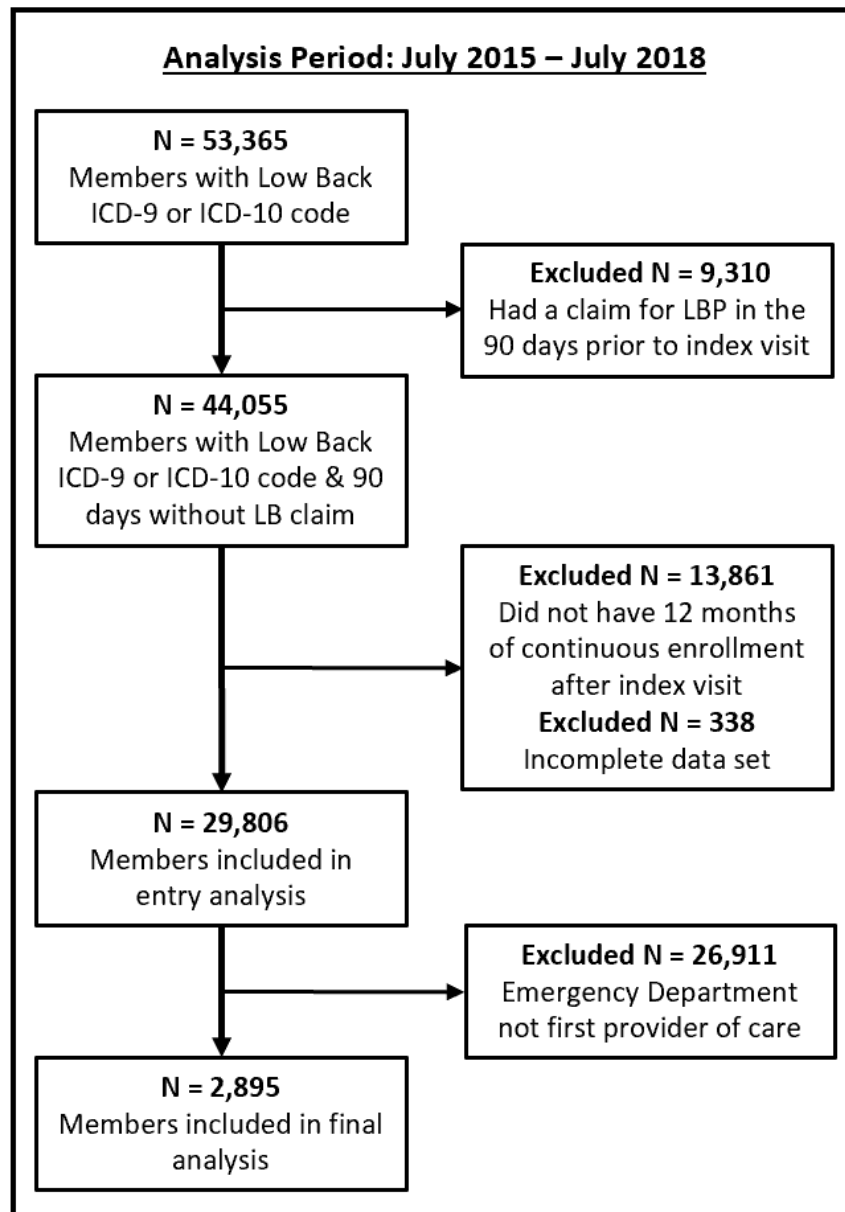 Analysis Period: July 2015 – July 2018
N = 53,365
Members with Low Back
ICD-9 or ICD-10 code
Excluded N = 9,310
Had a claim for LBP in the
90 days prior to index visit
N = 44,055
Members with Low Back
ICD-9 or ICD-10 code & 90
days without LB claim
Excluded N = 13,861
Did not have 12 months
of continuous enrollment
after index visit
Excluded N = 338
Incomplete data set
N = 29,806
Members included in
entry analysis
Excluded N = 26,911
Emergency Department
not first provider of care
N = 2,895
Members included in final
analysis